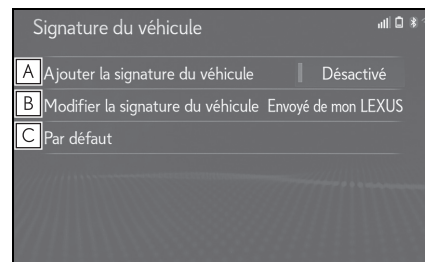 Signature du véhicule
A Ajouter la signature du véhicule Désactivé
B Modifier la signature du véhicule Envoyé de mon LEXUS
C Par défaut